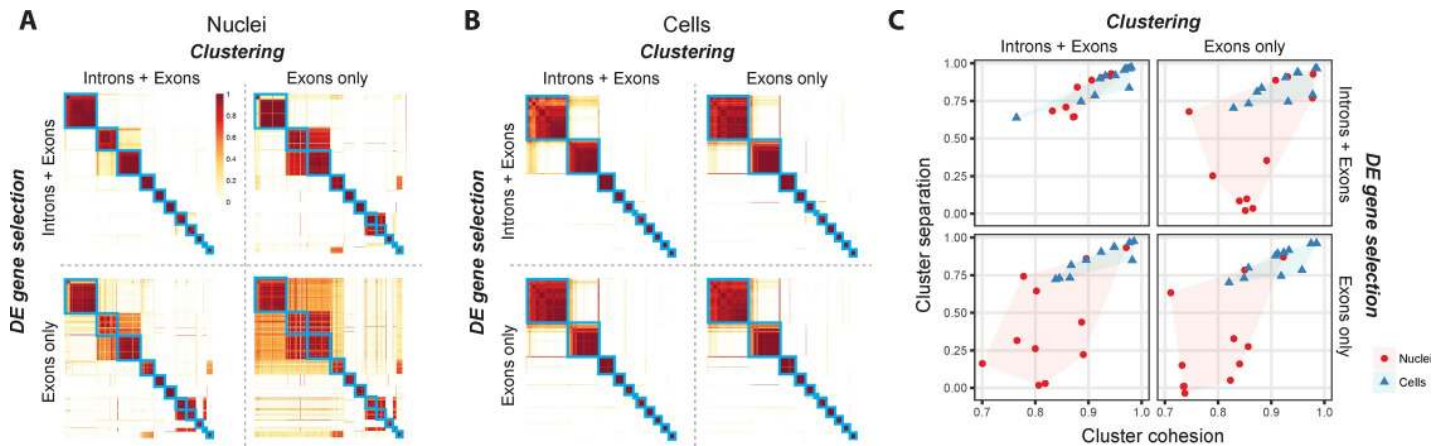 A
Nuclei
Clustering
Introns + Exons
Exons only
DE gene selection
Introns + Exons
Exons only
1
0.8
0.6
0.4
0.2
0
B
Cells
Clustering
Introns + Exons
Exons only
DE gene selection
Introns + Exons
Exons only
C
Clustering
Introns + Exons
Exons only
Cluster separation
1.00
0.75
0.50
0.25
0.00
1.00
0.75
0.50
0.25
0.00
Introns + Exons
Exons only
DE gene selection
0.7
0.8
0.9
1.0
0.7
0.8
0.9
1.0
Cluster cohesion
Nuclei
Cells